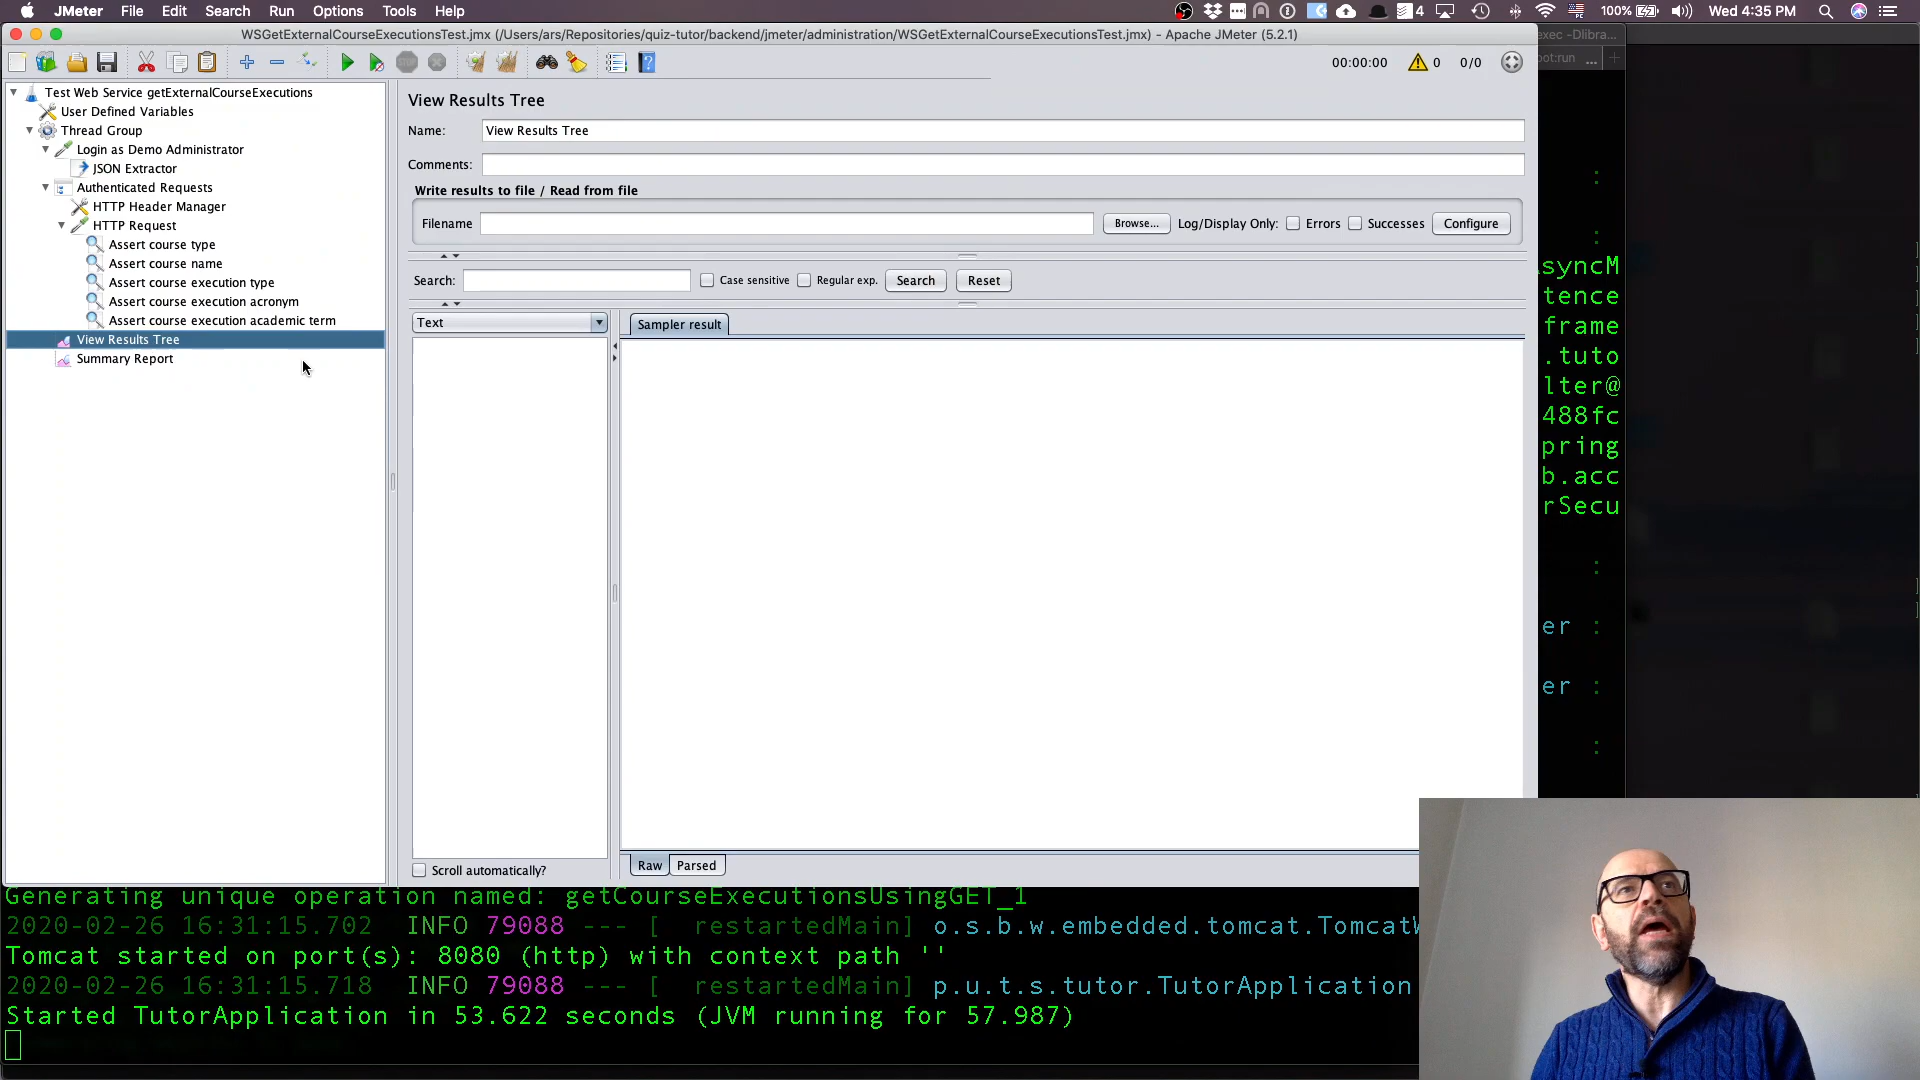 JMeter File Edit Search Run Options Tools Help 4 100% Wed 4:35 PM
WSGetExternalCourseExecutionsTest.jmx (/Users/ars/Repositories/quiz-tutor/backend/jmeter/administration/WSGetExternalCourseExecutionsTest.jmx) - Apache JMeter (5.2.1)
exec -Dlibra...
00:00:00 0 0/0
ot:run ...
Test Web Service getExternalCourseExecutions
User Defined Variables
Thread Group
Login as Demo Administrator
JSON Extractor
Authenticated Requests
HTTP Header Manager
HTTP Request
Assert course type
Assert course name
Assert course execution type
Assert course execution acronym
Assert course execution academic term
View Results Tree
Summary Report
View Results Tree
Name: View Results Tree
Comments:
Write results to file / Read from file
Filename Browse... Log/Display Only: Errors Successes Configure
Search: Case sensitive Regular exp. Search Reset
Text
Sampler result
Scroll automatically?
Raw Parsed
:
:
syncM
tence
frame
.tuto
lter@
488fc
pring
b.acc
rSecu
:
er :
er :
:
Generating unique operation named: getCourseExecutionsUsingGET_1
2020-02-26 16:31:15.702 INFO 79088 --- [ restartedMain] o.s.b.w.embedded.tomcat.TomcatW
Tomcat started on port(s): 8080 (http) with context path ''
2020-02-26 16:31:15.718 INFO 79088 --- [ restartedMain] p.u.t.s.tutor.TutorApplication
Started TutorApplication in 53.622 seconds (JVM running for 57.987)